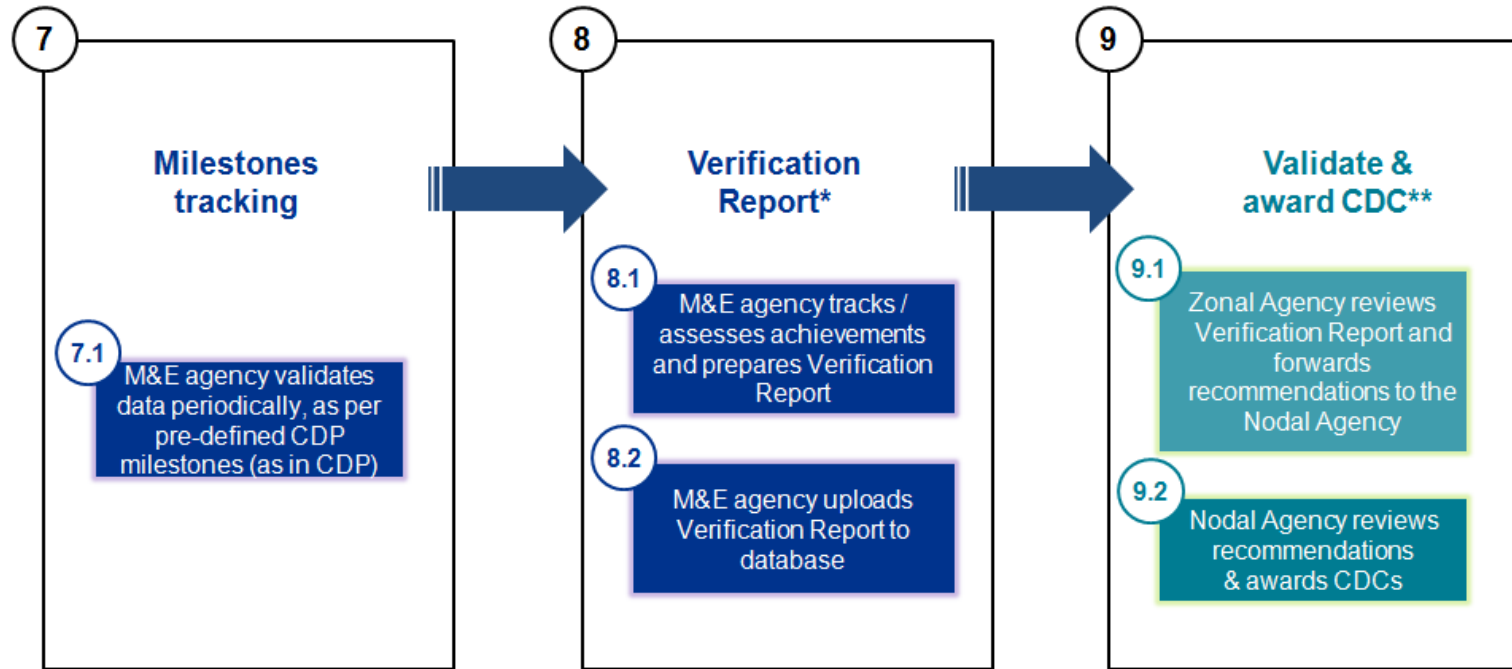 7
Milestones
tracking
7.1
M&E agency validates
data periodically, as per
pre-defined CDP
milestones (as in CDP)
8
Verification
Report*
8.1
M&E agency tracks /
assesses achievements
and prepares Verification
Report
8.2
M&E agency uploads
Verification Report to
database
9
Validate &
award CDC**
9.1
Zonal Agency reviews
Verification Report and
forwards
recommendations to the
Nodal Agency
9.2
Nodal Agency reviews
recommendations
& awards CDCs